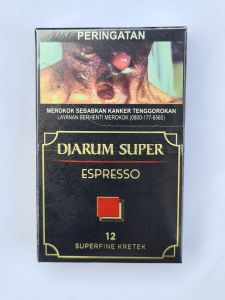 PERINGATAN
MEROKOK SEBABKAN KANKER TENGGOROKAN
LAYANAN BERHENTI MEROKOK (0800-177-6565)
DJARUM SUPER
ESPRESSO
12
SUPERFINE KRETEK